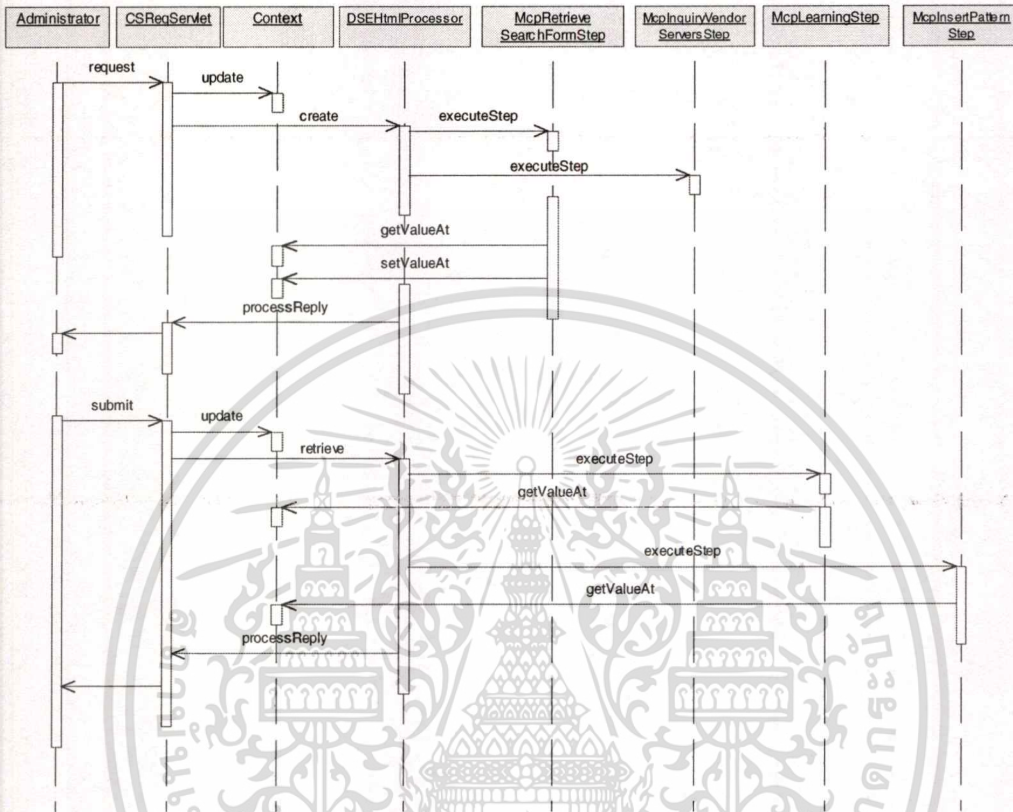 Administrator
CSReqServlet
Context
DSEHtmlProcessor
McpRetrieve
SearchFormStep
McpInquiryVendor
ServersStep
McpLearningStep
McpInsertPattern
Step
request
update
create
executeStep
executeStep
getValueAt
setValueAt
processReply
submit
update
retrieve
executeStep
getValueAt
executeStep
getValueAt
processReply